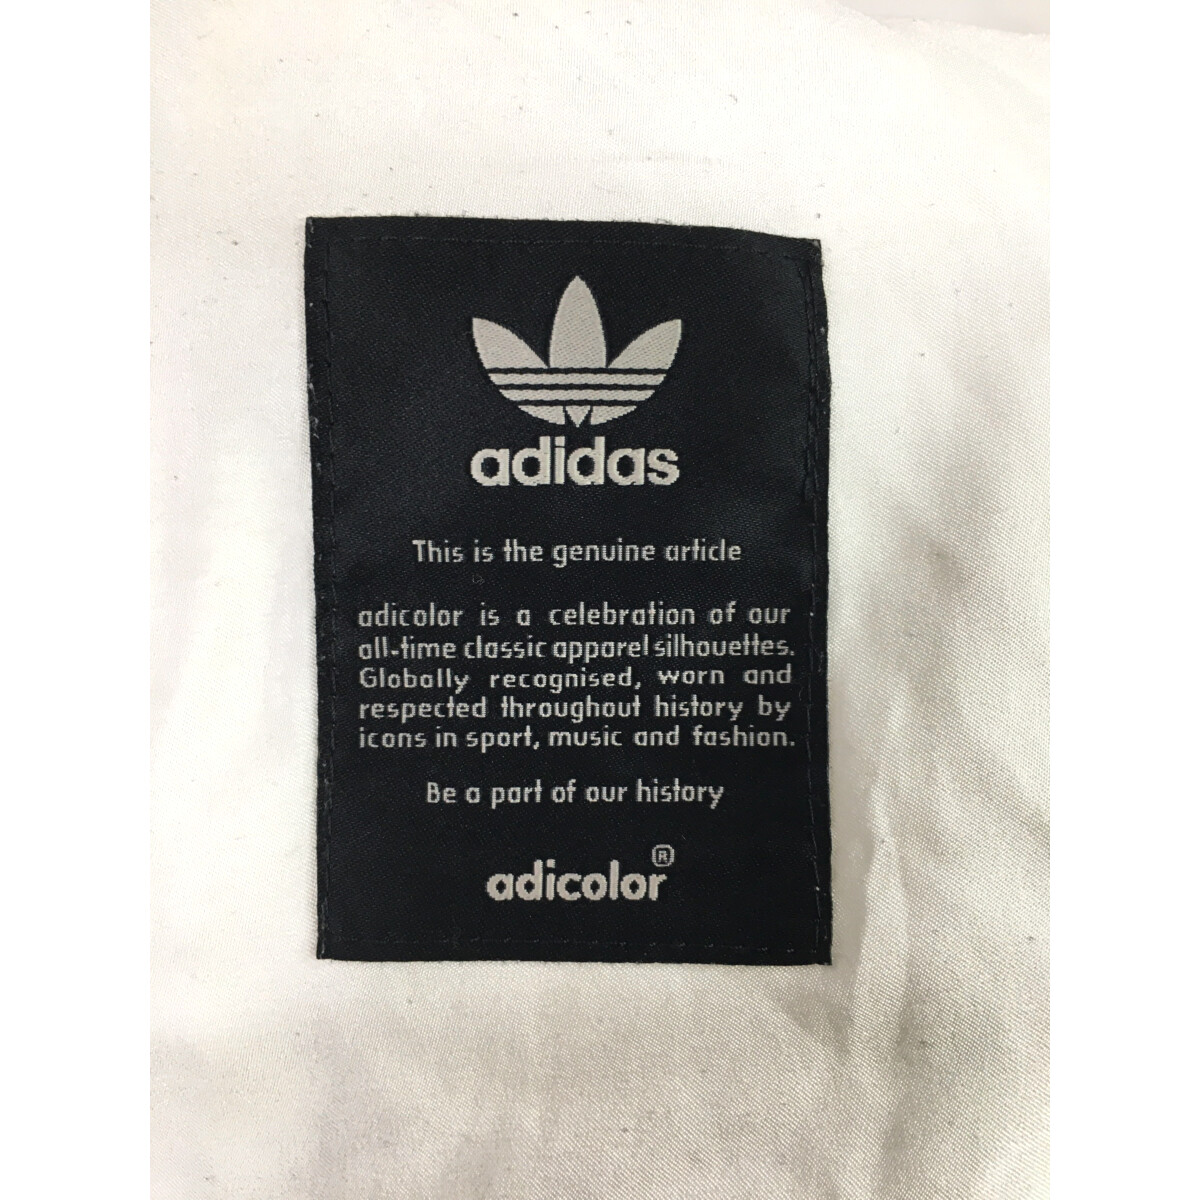 adidas
This is the genuine article
adicolor is a celebration of our
all-time classic apparel silhouettes.
Globally recognised, worn and
respected throughout history by
icons in sport, music and fashion.
Be a part of our history
adicolor®